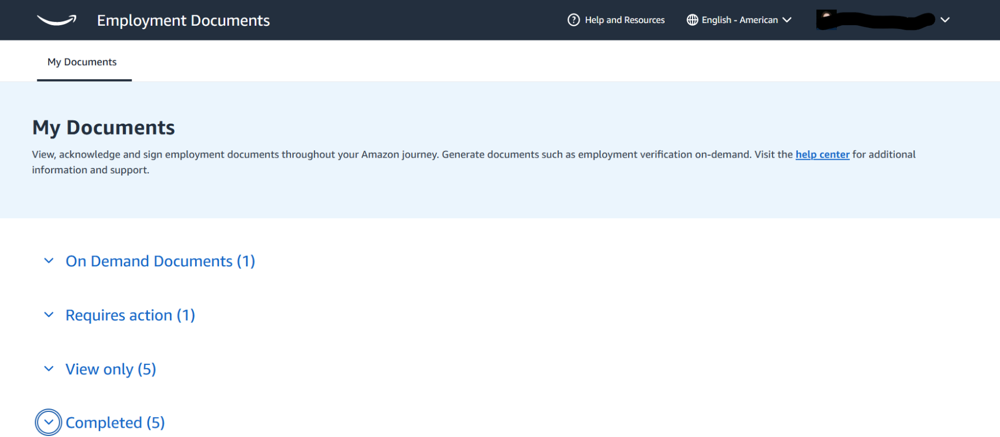 Employment Documents
Help and Resources
English - American
My Documents
My Documents
View, acknowledge and sign employment documents throughout your Amazon journey. Generate documents such as employment verification on-demand. Visit the help center for additional
information and support.
On Demand Documents (1)
Requires action (1)
View only (5)
Completed (5)